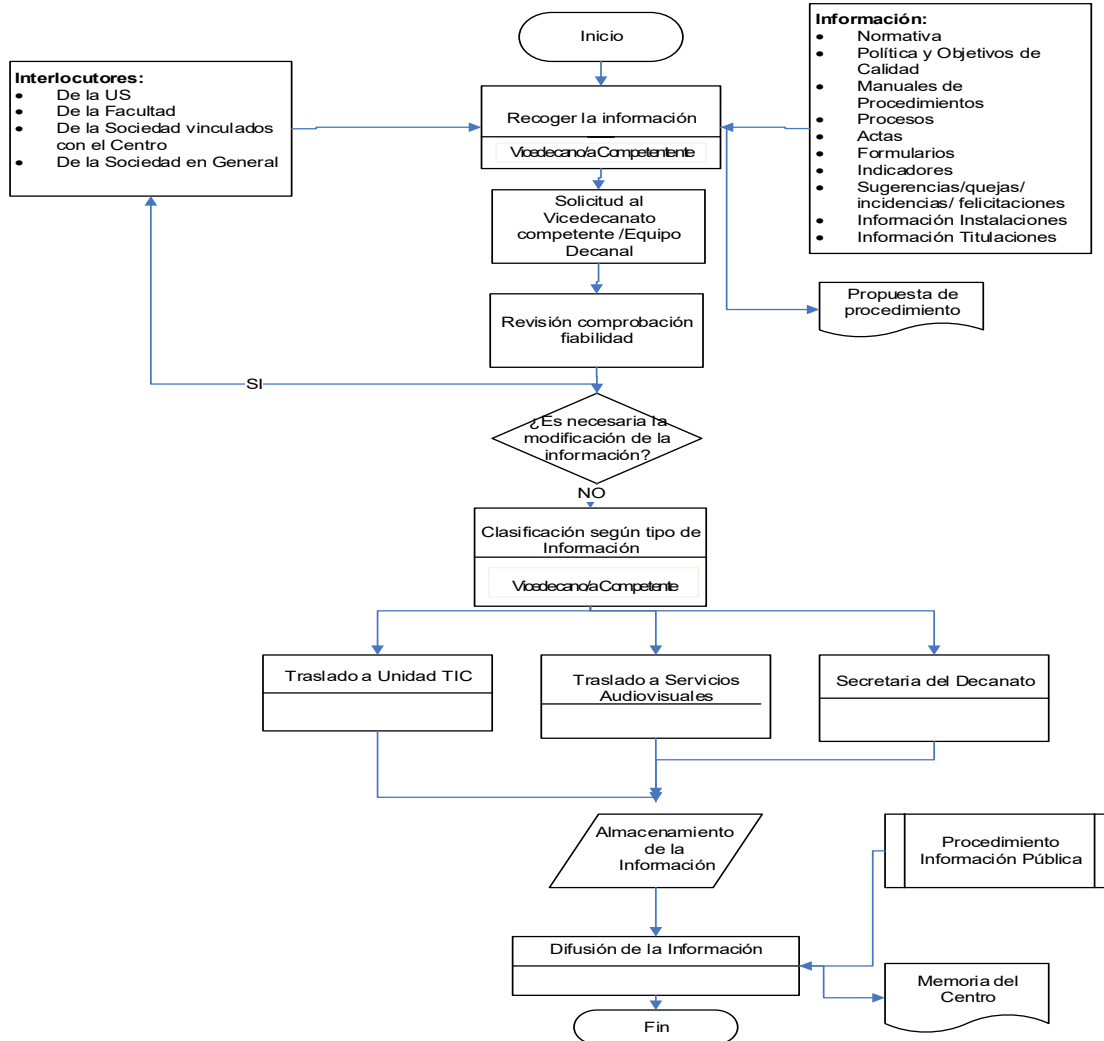 Inicio
Información:
• Normativa
• Política y Objetivos de
Calidad
• Manuales de
Procedimientos
• Procesos
• Actas
• Formularios
• Indicadores
• Sugerencias/quejas/
incidencias/ felicitaciones
• Información Instalaciones
• Información Titulaciones
Interlocutores:
• De la US
• De la Facultad
• De la Sociedad vinculados
con el Centro
• De la Sociedad en General
Recoger la información
Vicedecano/a Competentente
Solicitud al
Vicedecanato
competente /Equipo
Decanal
Propuesta de
procedimiento
Revisión comprobación
fiabilidad
SI
¿Es necesaria la
modificación de la
información?
NO
Clasificación según tipo de
Información
Vicedecano/a Competente
Traslado a Unidad TIC
Traslado a Servicios
Audiovisuales
Secretaria del Decanato
Almacenamiento
de la
Información
Procedimiento
Información Pública
Difusión de la Información
Memoria del
Centro
Fin